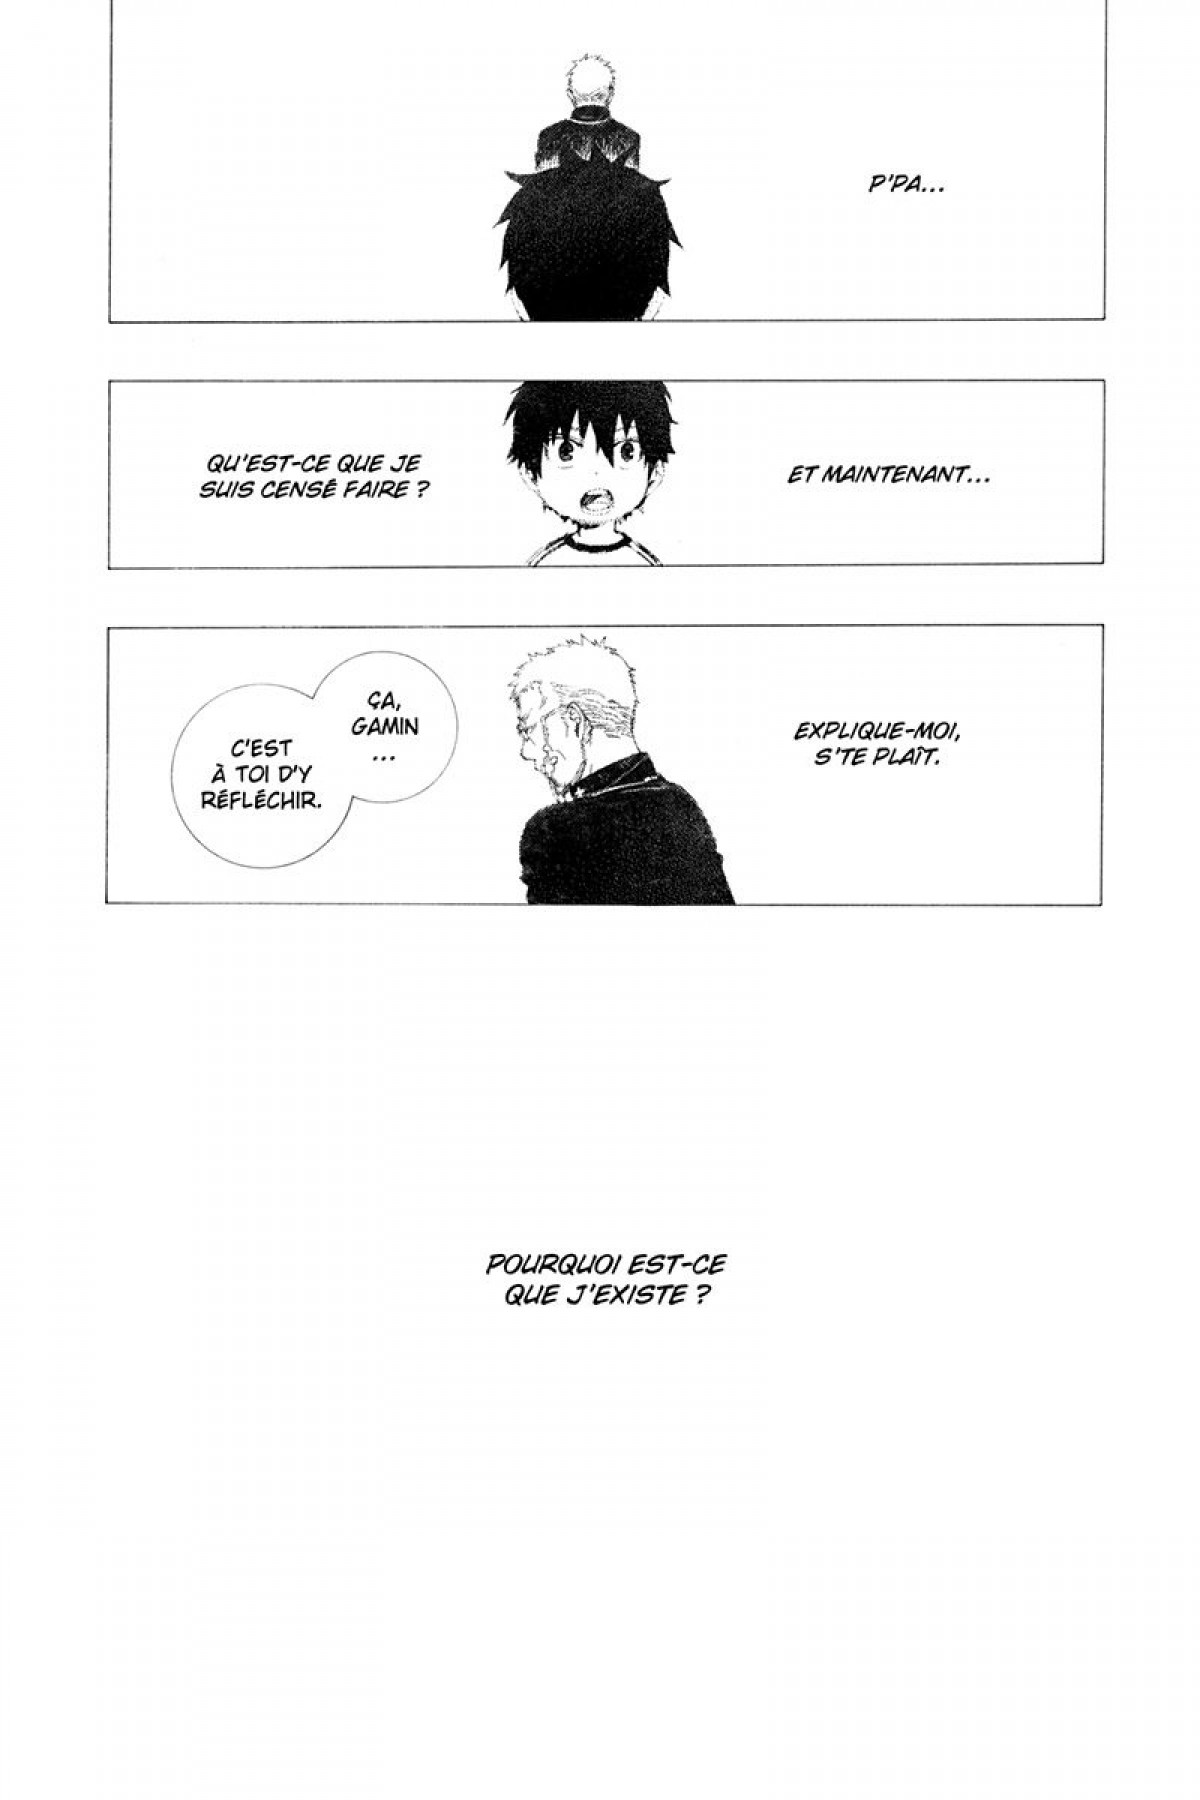 P'PA...
ET MAINTENANT...
QU'EST-CE QUE JE
SUIS CENSÉ FAIRE ?
EXPLIQUE-MOI,
S'TE PLAÎT.
ÇA,
GAMIN
...
C'EST
À TOI D'Y
RÉFLÉCHIR.
POURQUOI EST-CE
QUE J'EXISTE ?